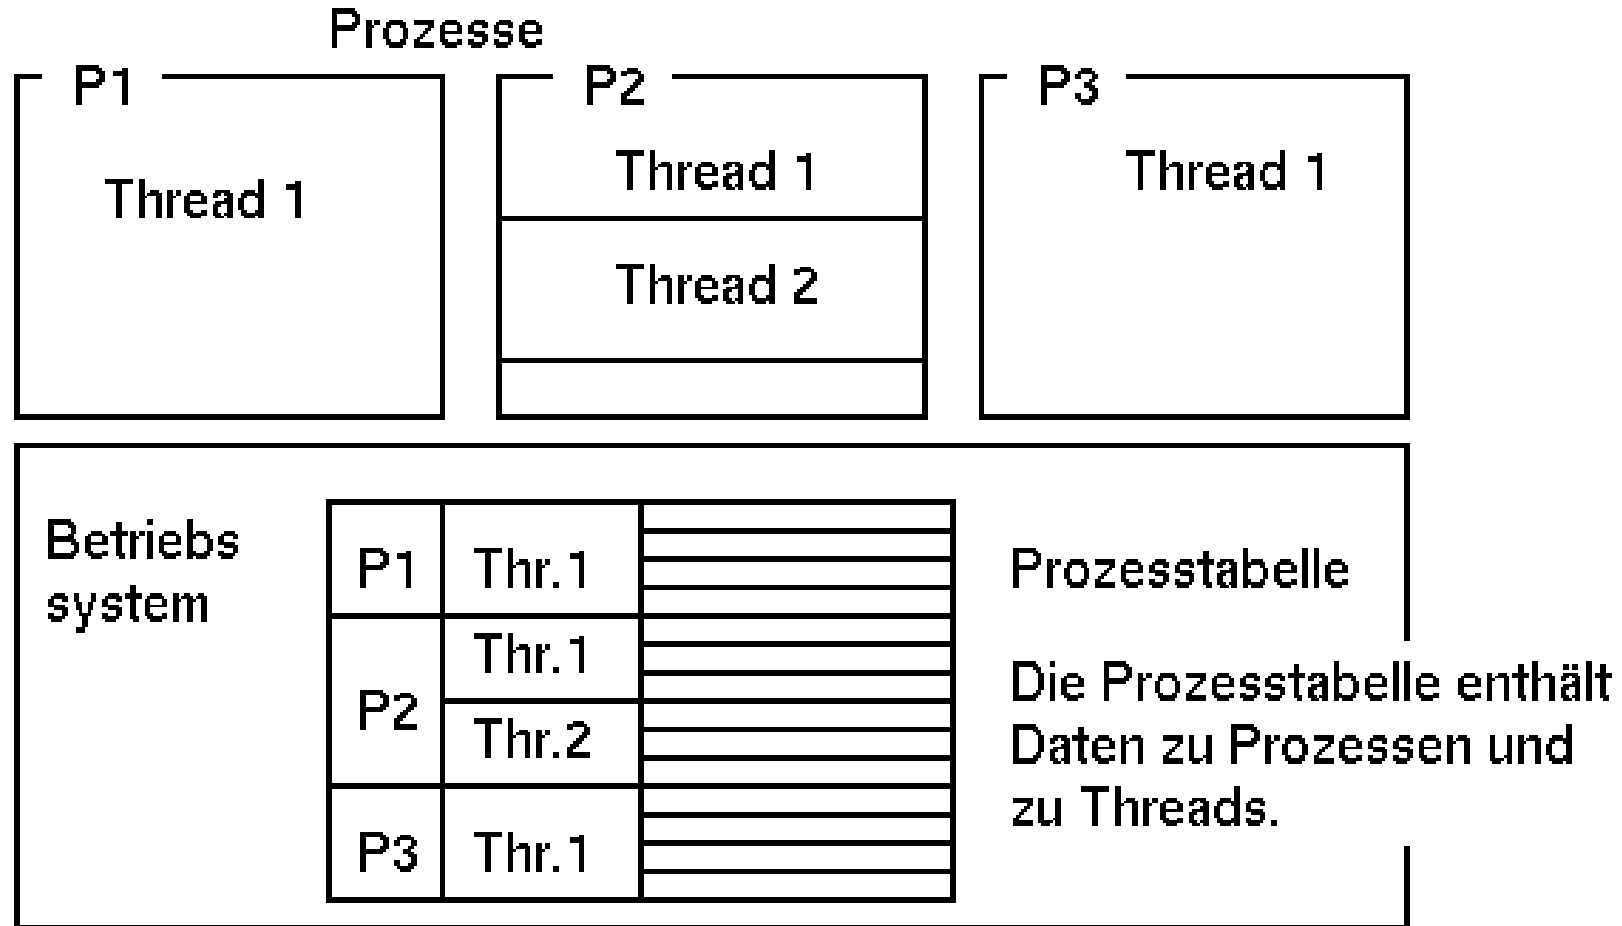 Prozesse
P1
P2
P3
Thread 1
Thread 1
Thread 1
Thread 2
Betriebs
system
P1
Thr.1
P2
Thr.1
Thr.2
P3
Thr.1
Prozesstabelle
Die Prozesstabelle enthält
Daten zu Prozessen und
zu Threads.